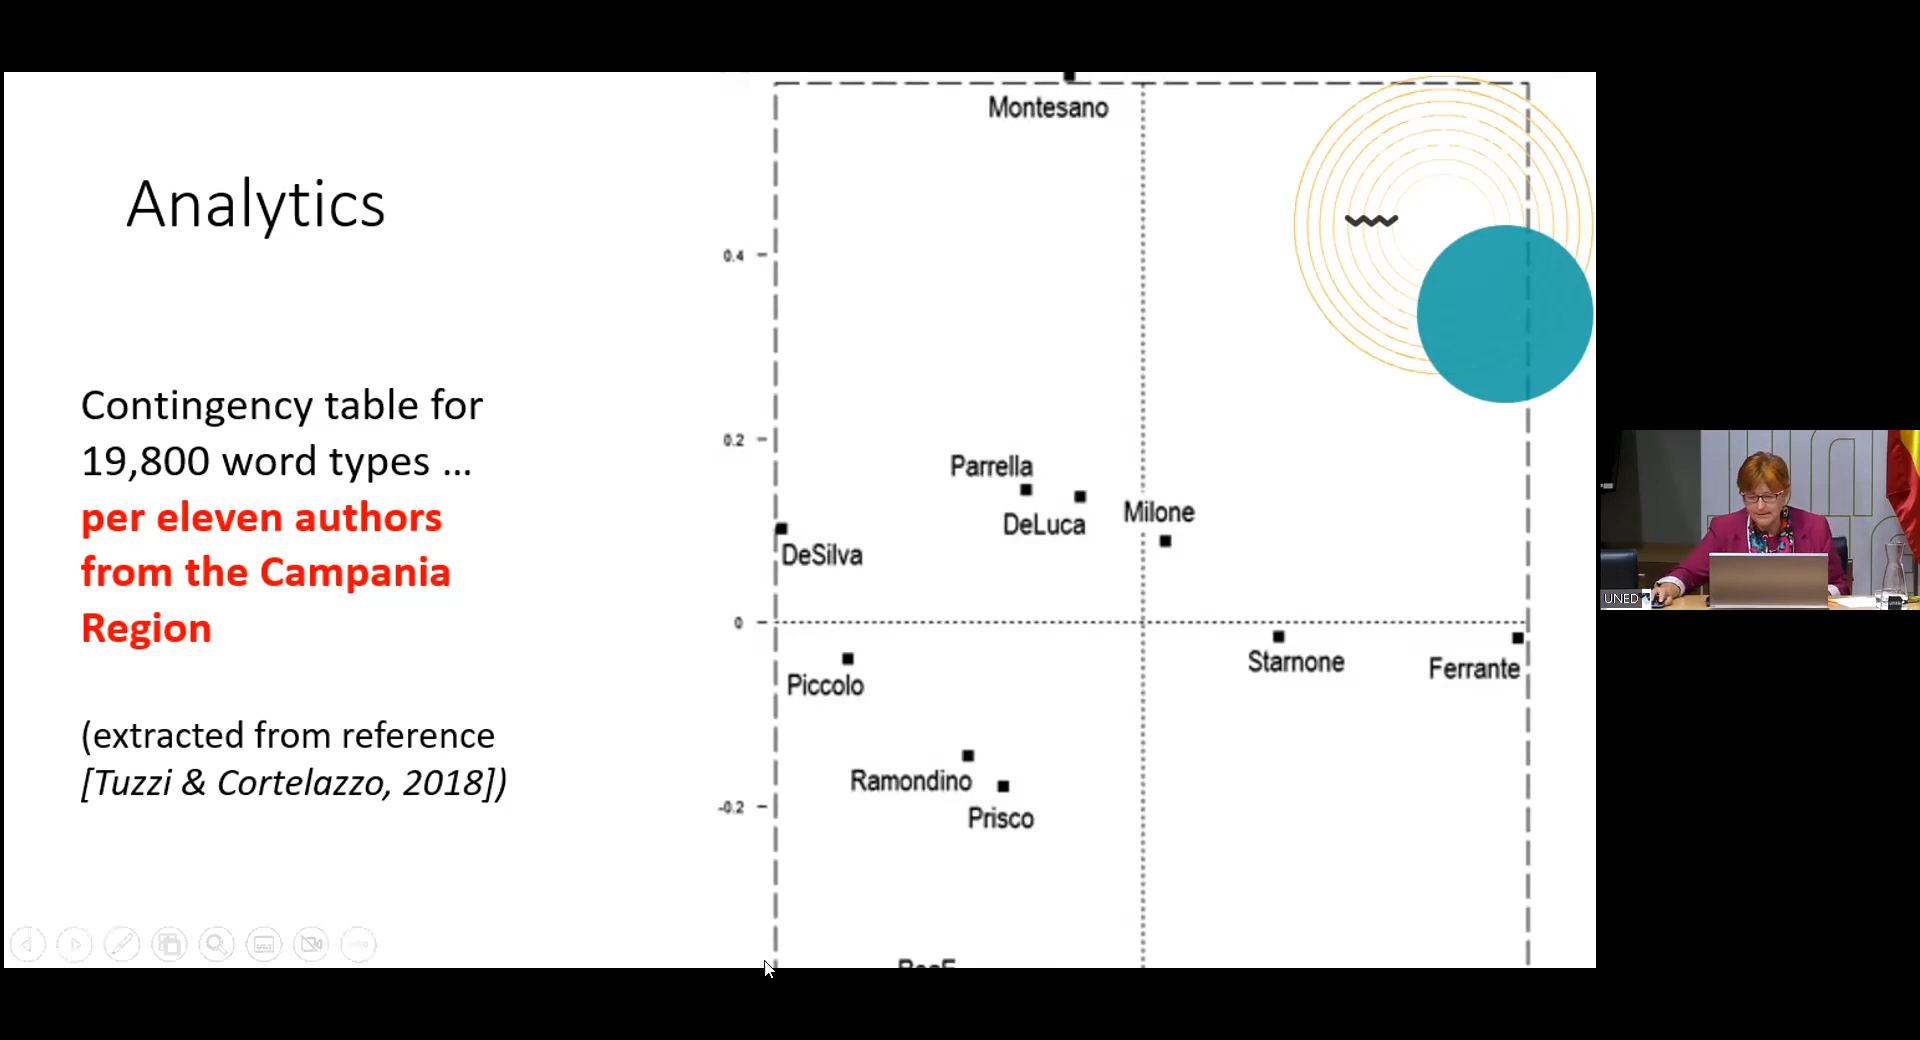 Analytics
Contingency table for
19,800 word types ...
per eleven authors
from the Campania
Region
(extracted from reference
[Tuzzi & Cortelazzo, 2018])
Montesano
0.4
0.2
Parrella
DeLuca
Milone
DeSilva
0
Piccolo
Starnone
Ferrante
Ramondino
-0.2
Prisco
UNED